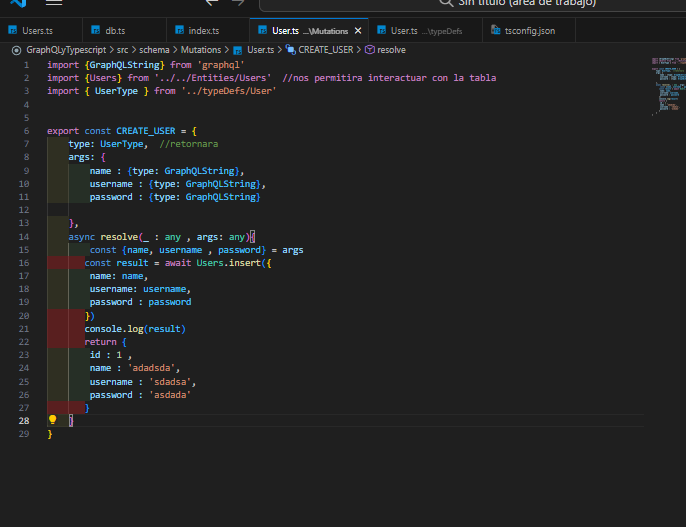 Sin título (área de trabajo)
Users.ts
db.ts
index.ts
User.ts ...\Mutations
User.ts ...\typeDefs
tsconfig.json
GraphQLyTypescript > src > schema > Mutations > User.ts > CREATE_USER > resolve
1 import {GraphQLString} from 'graphql'
2 import {Users} from '../../Entities/Users' //nos permitira interactuar con la tabla
3 import { UserType } from '../typeDefs/User'
4
5
6 export const CREATE_USER = {
7 type: UserType, //retornara
8 args: {
9 name : {type: GraphQLString},
10 username : {type: GraphQLString},
11 password : {type: GraphQLString}
12
13 },
14 async resolve(_ : any , args: any){
15 const {name, username , password} = args
16 const result = await Users.insert({
17 name: name,
18 username: username,
19 password : password
20 })
21 console.log(result)
22 return {
23 id : 1 ,
24 name : 'adadsda',
25 username : 'sdadsa',
26 password : 'asdada'
27 }
28 }
29 }